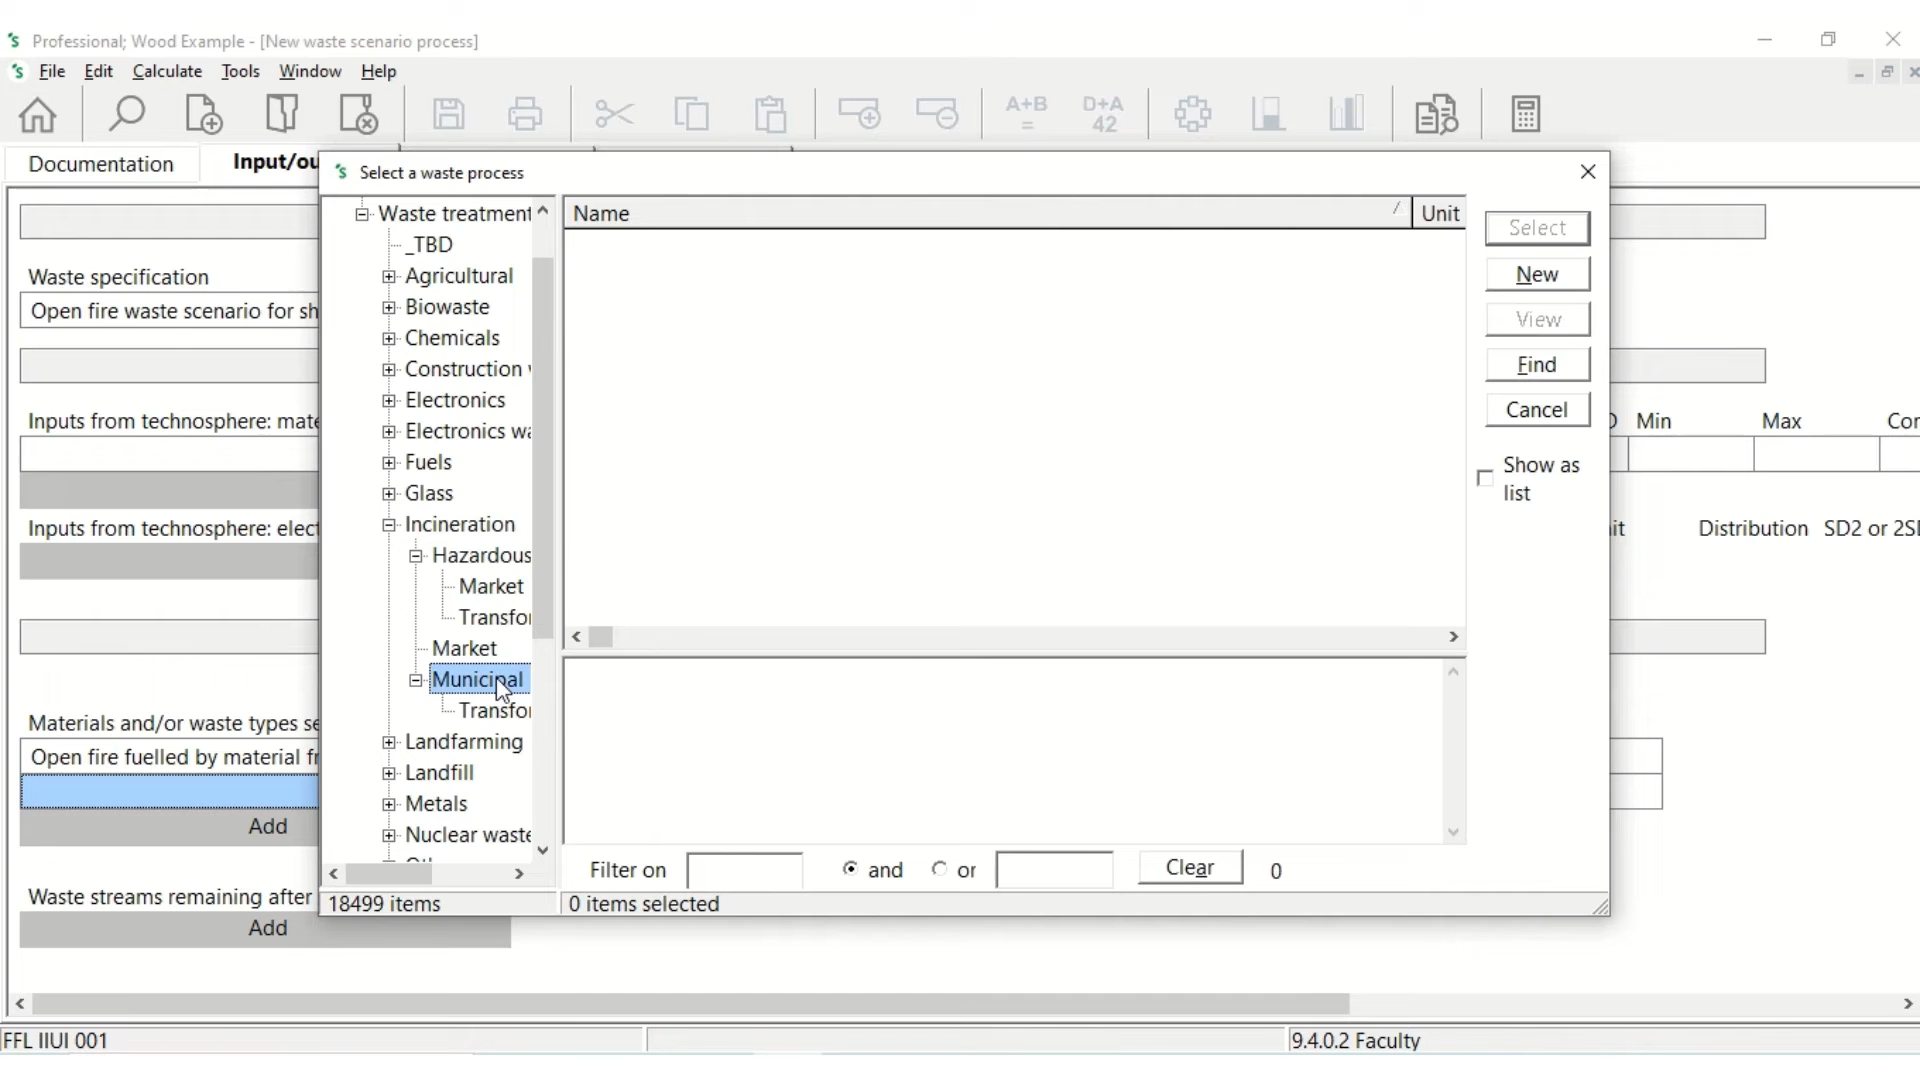 Professional; Wood Example - [New waste scenario process]
File Edit Calculate Tools Window Help
A+B
=
D+A
42
Documentation
Input/ou
Select a waste process
Waste treatment
_TBD
Agricultural
Biowaste
Chemicals
Construction
Electronics
Electronics wa
Fuels
Glass
Incineration
Hazardous
Market
Transfor
Market
Municipal
Transfor
Landfarming
Landfill
Metals
Nuclear waste
18499 items
Name
Unit
Filter on
and
or
Clear
0
0 items selected
Select
New
View
Find
Cancel
Show as
list
Waste specification
Open fire waste scenario for sh
Inputs from technosphere: mate
Min
Max
Cor
Inputs from technosphere: elect
it
Distribution
SD2 or 2SI
Materials and/or waste types se
Open fire fuelled by material fr
Add
Waste streams remaining after
Add
FFL IIUI 001
9.4.0.2 Faculty